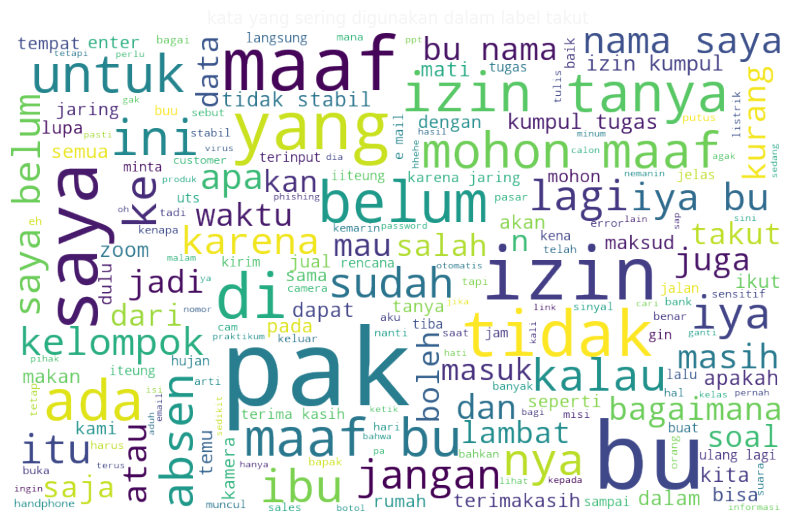 kata yang sering digunakan dalam label takut
tetapi perlu bagai langsung mana ppt tugas baik
tempat enter maaf bu nama nama saya
untuk data mati izin kumpul
jaring gak buu tidak stabil izin tanya tulis listrik kurang
lupa ini sebut yang e mail dengan kumpul tugas putus
semua pasti stabil virus terinput dia hhehe hasil minum calon agak
semua customer mohon maaf
saya belum minta apa kan iiteung karena jaring mohon jelas sedang
saya ke produk phishing belum pasar lagi iya bu nemanin
uts waktu kemarin password akan error lain sap sini
eh oh tadi karena mau salah n kena maksud takut
zoom kenapa dulu malam kirim jual rencana otomatis telah juga
jadi ya sama camera tapi izin jalan ikut
dari di sudah dapat tanya jika link cari bank sensitif
nomor cam aku tiba saat jam tidak sinyal benar iya
kelompok praktikum pada keluar nanti gin kali ganti
pihak hujan pak hati masuk kalau lalu apakah masih
makan iteung boleh banyak seperti hal kelas pernah
ada absen arti isi terima kasih ketik dan bagi misi buat bagaimana
tetap kami aduh email sedikit hari bahwa lambat bu orang ulang lagi
itu atau harus temu maaf bu pa bahkan soal
buka terus kamera hanya bapak jangan nya kepada suara kita
ingin saja ibu lihat terimakasih dalam bisa
handphone muncul sales botol rumah sampai informasi